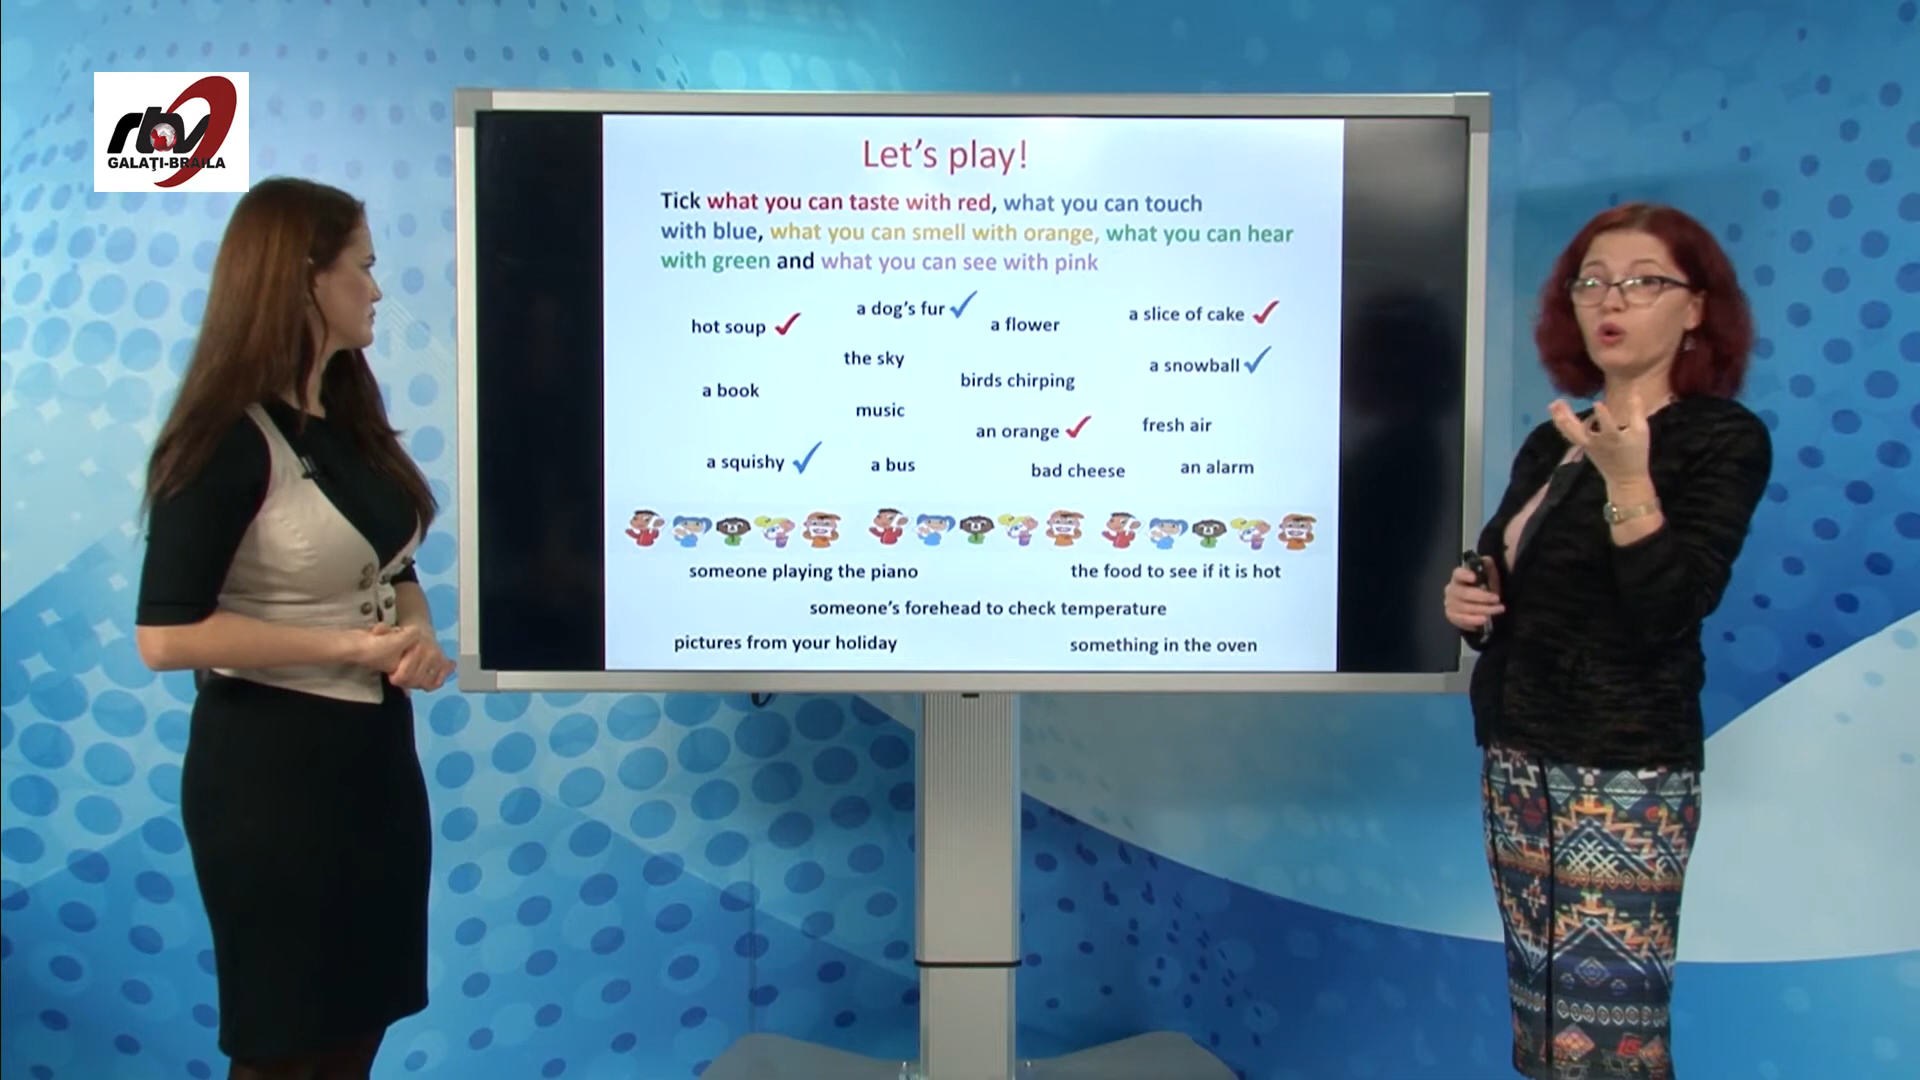 rtv
GALAŢI-BRĂILA
Let's play!
Tick what you can taste with red, what you can touch
with blue, what you can smell with orange, what you can hear
with green and what you can see with pink
hot soup
a dog's fur
a flower
a slice of cake
the sky
a snowball
a book
birds chirping
music
an orange
fresh air
a squishy
a bus
bad cheese
an alarm
someone playing the piano
the food to see if it is hot
someone's forehead to check temperature
pictures from your holiday
something in the oven